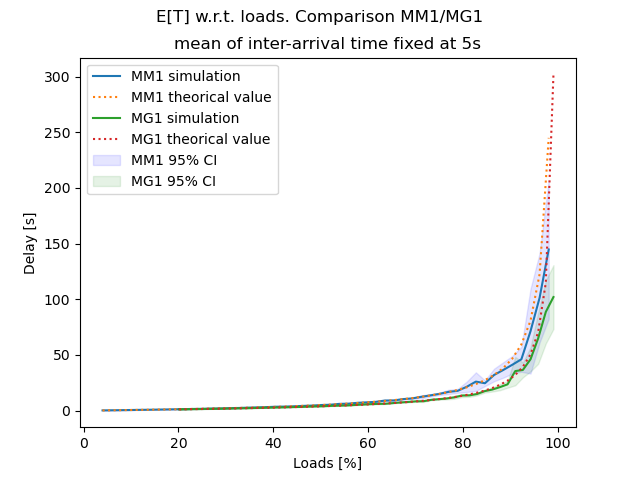 E[T] w.r.t. loads. Comparison MM1/MG1
mean of inter-arrival time fixed at 5s
MM1 simulation
MM1 theorical value
MG1 simulation
MG1 theorical value
MM1 95% CI
MG1 95% CI
Delay [s]
300
250
200
150
100
50
0
0 20 40 60 80 100
Loads [%]